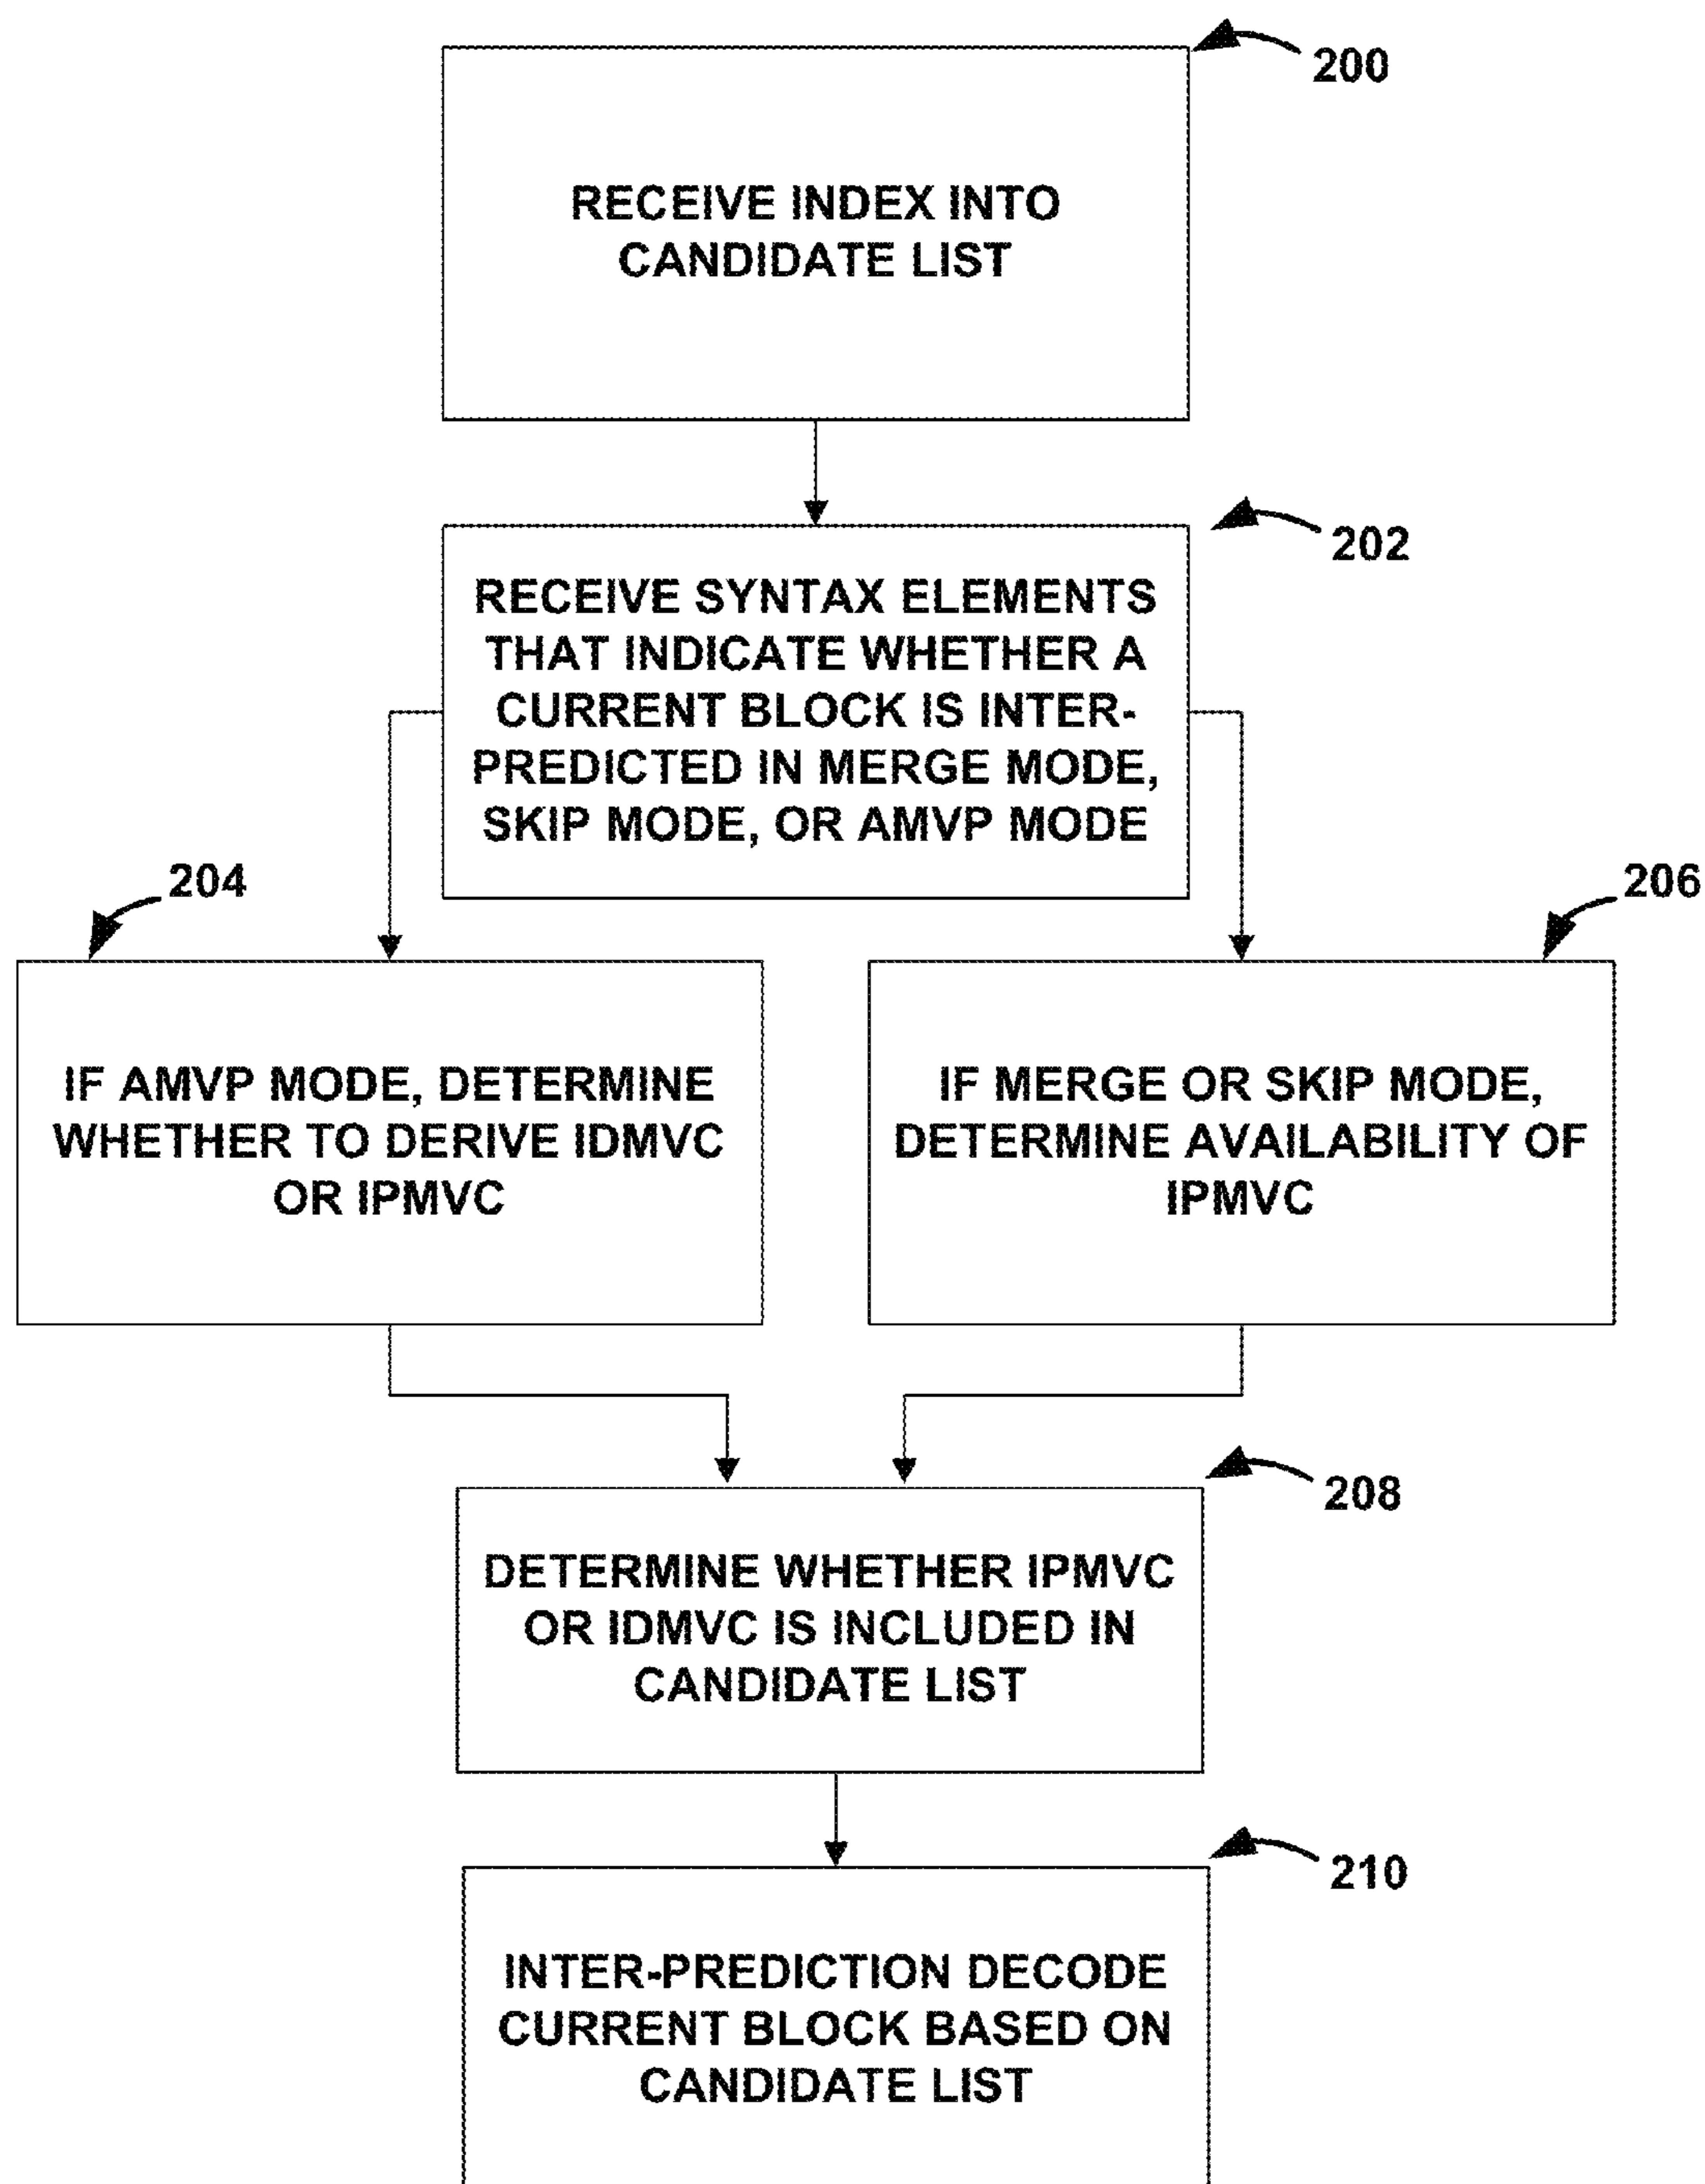 200
RECEIVE INDEX INTO
CANDIDATE LIST
202
RECEIVE SYNTAX ELEMENTS
THAT INDICATE WHETHER A
CURRENT BLOCK IS INTER-
PREDICTED IN MERGE MODE,
SKIP MODE, OR AMVP MODE
204
206
IF AMVP MODE, DETERMINE
WHETHER TO DERIVE IDMVC
OR IPMVC
IF MERGE OR SKIP MODE,
DETERMINE AVAILABILITY OF
IPMVC
208
DETERMINE WHETHER IPMVC
OR IDMVC IS INCLUDED IN
CANDIDATE LIST
210
INTER-PREDICTION DECODE
CURRENT BLOCK BASED ON
CANDIDATE LIST